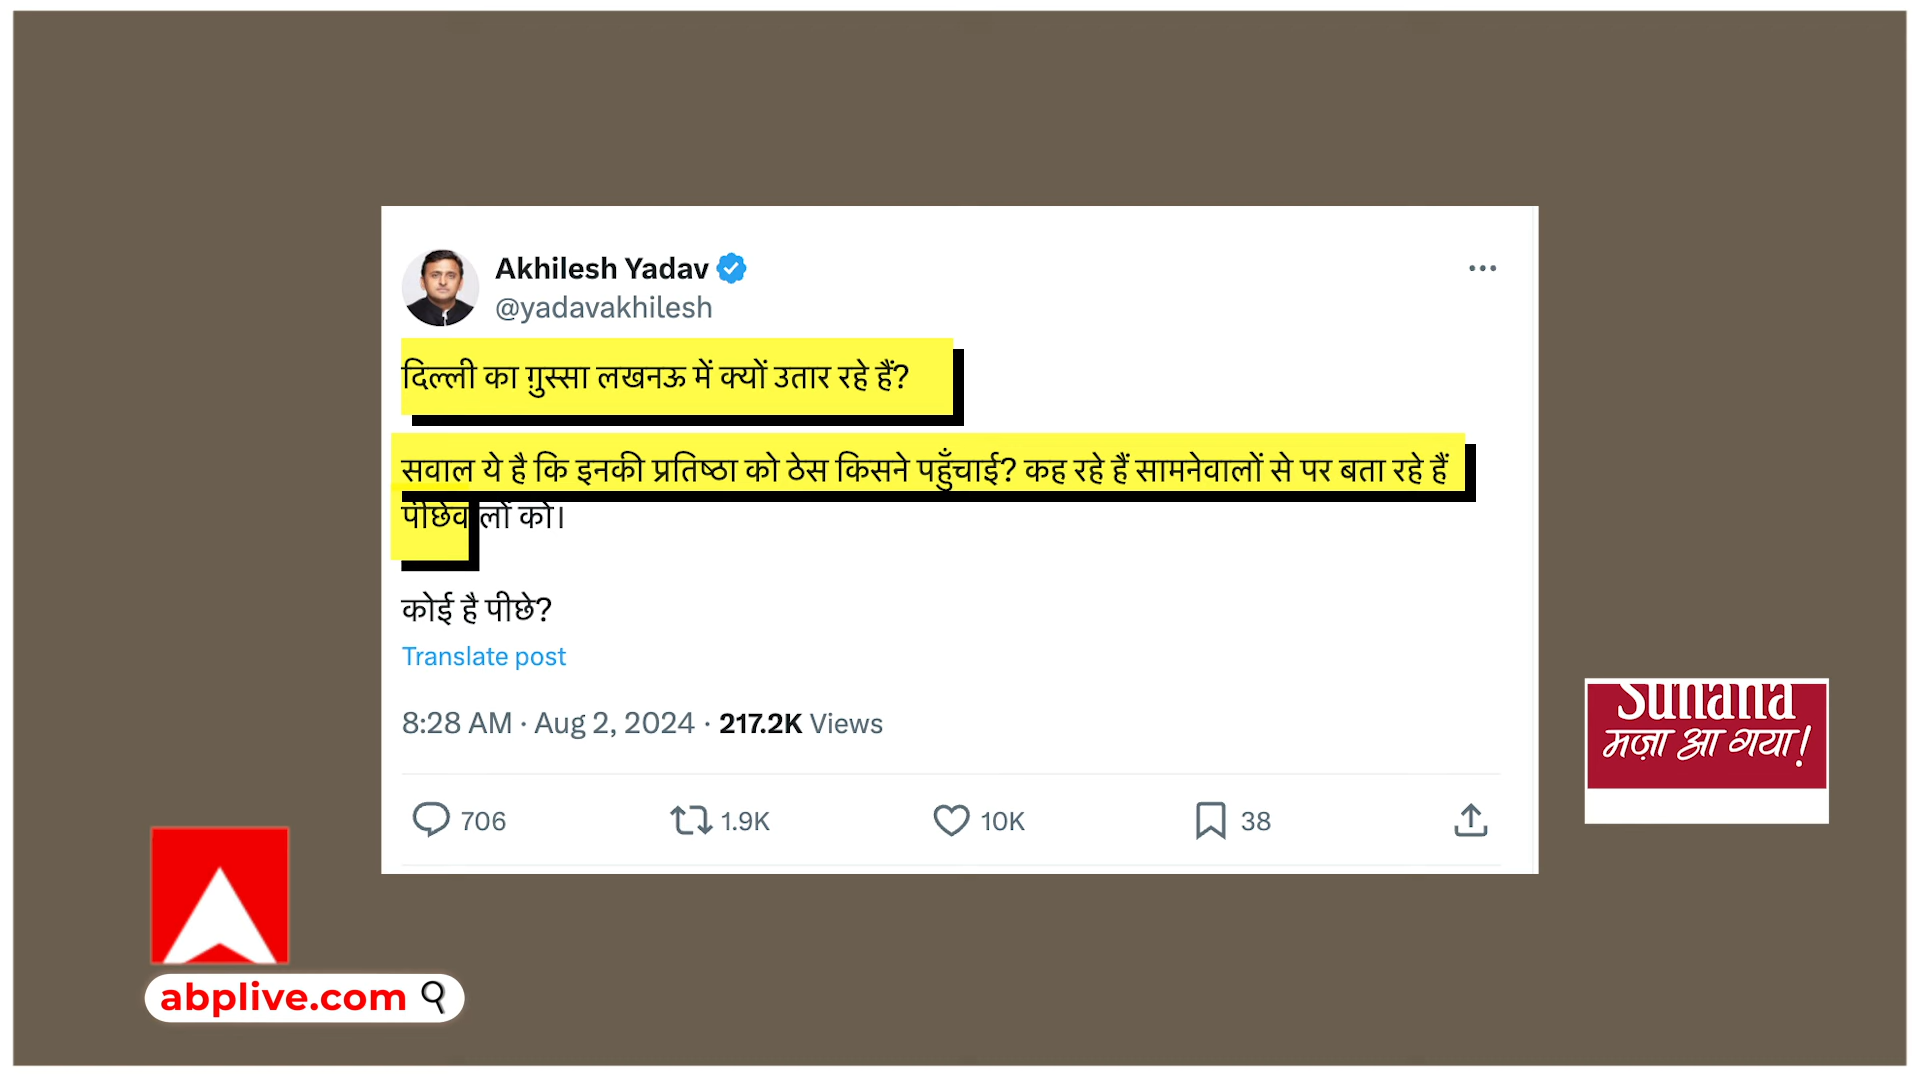 Akhilesh Yadav
@yadavakhilesh
दिल्ली का ग़ुस्सा लखनऊ में क्यों उतार रहे हैं?
सवाल ये है कि इनकी प्रतिष्ठा को ठेस किसने पहुँचाई? कह रहे हैं सामनेवालों से पर बता रहे हैं
पीछेवालों को।
कोई है पीछे?
Translate post
8:28 AM · Aug 2, 2024 · 217.2K Views
706 1.9K 10K 38
Suhana
मज़ा आ गया!
abplive.com